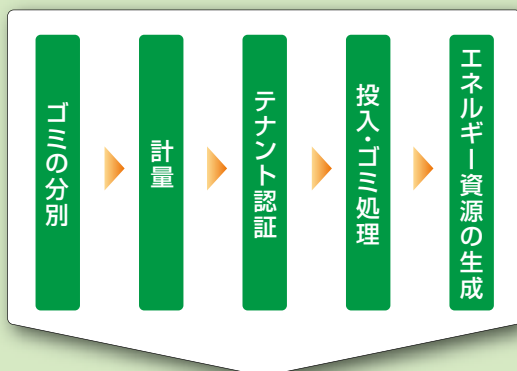 ゴミの分別
計量
テナント認証
投入・ゴミ処理
エネルギー資源の生成